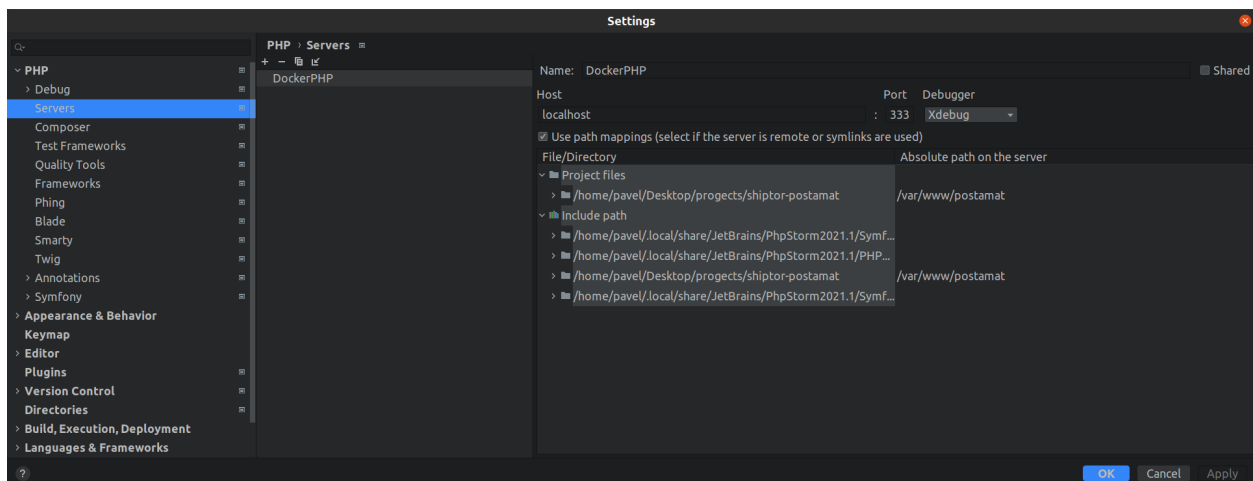 Settings
PHP › Servers
PHP
Debug
Servers
Composer
Test Frameworks
Quality Tools
Frameworks
Phing
Blade
Smarty
Twig
Annotations
Symfony
Appearance & Behavior
Keymap
Editor
Plugins
Version Control
Directories
Build, Execution, Deployment
Languages & Frameworks
?
DockerPHP
Name: DockerPHP
Shared
Host Port Debugger
localhost : 333 Xdebug
Use path mappings (select if the server is remote or symlinks are used)
File/Directory Absolute path on the server
Project files
/home/pavel/Desktop/progects/shiptor-postamat /var/www/postamat
Include path
/home/pavel/.local/share/JetBrains/PhpStorm2021.1/Symf...
/home/pavel/.local/share/JetBrains/PhpStorm2021.1/PHP...
/home/pavel/Desktop/progects/shiptor-postamat /var/www/postamat
/home/pavel/.local/share/JetBrains/PhpStorm2021.1/Symf...
OK Cancel Apply